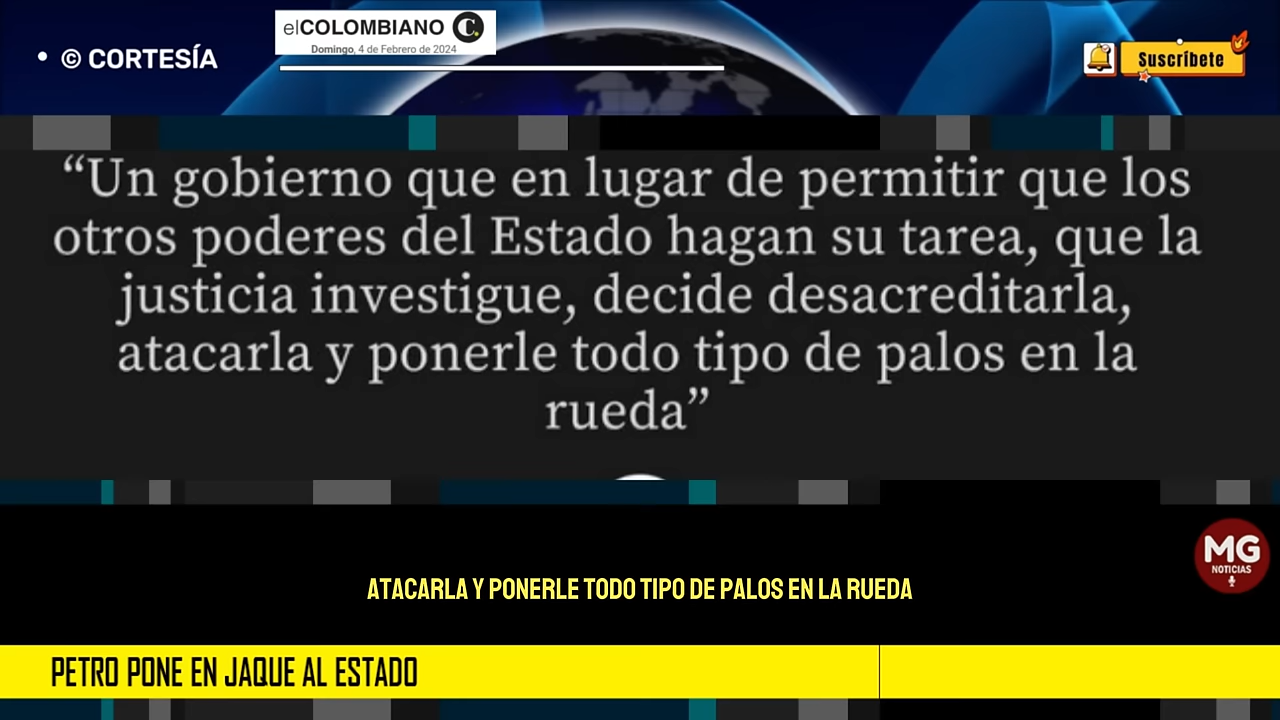 elCOLOMBIANO C.
Domingo, 4 de Febrero de 2024
• © CORTESÍA
Suscríbete
“Un gobierno que en lugar de permitir que los
otros poderes del Estado hagan su tarea, que la
justicia investigue, decide desacreditarla,
atacarla y ponerle todo tipo de palos en la
rueda”
MG
NOTICIAS
ATACARLA Y PONERLE TODO TIPO DE PALOS EN LA RUEDA
PETRO PONE EN JAQUE AL ESTADO